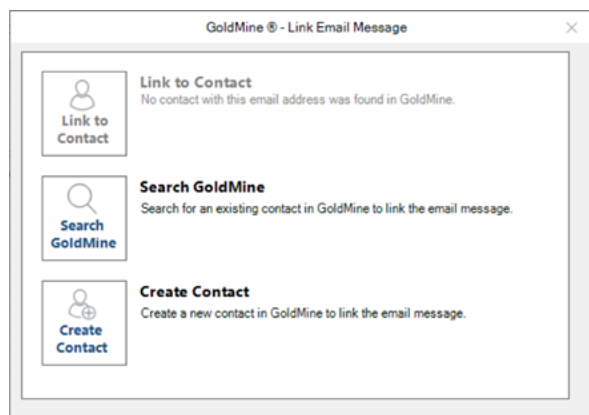 GoldMine ® - Link Email Message
Link to
Contact
Link to Contact
No contact with this email address was found in GoldMine.
Search
GoldMine
Search GoldMine
Search for an existing contact in GoldMine to link the email message.
Create
Contact
Create Contact
Create a new contact in GoldMine to link the email message.